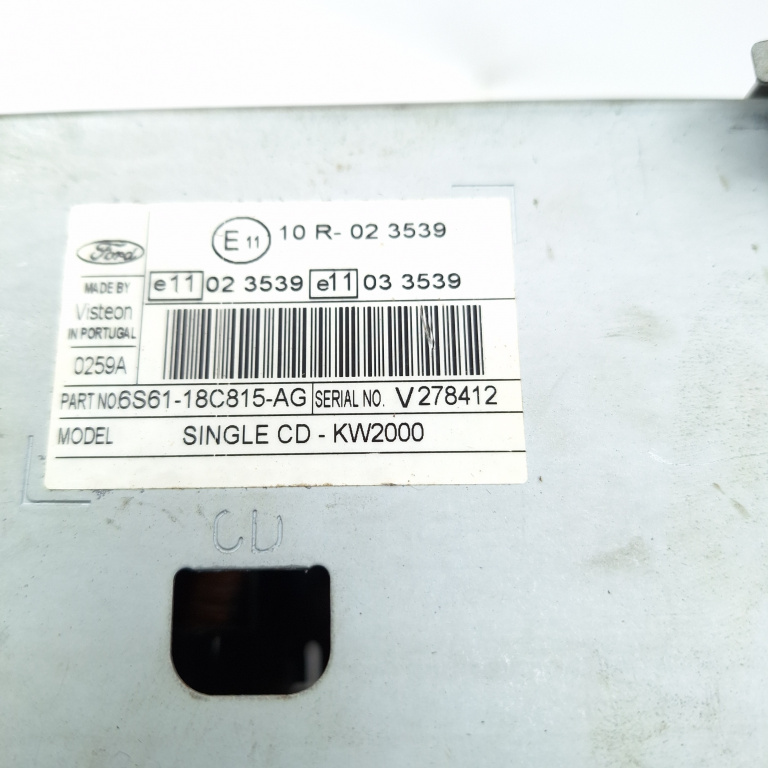 Ford
E 11 10 R- 02 3539
MADE BY
Visteon
IN PORTUGAL
0259A
e11 02 3539 e11 03 3539
PART NO. 6S61-18C815-AG SERIAL NO. V278412
MODEL SINGLE CD - KW2000
CD